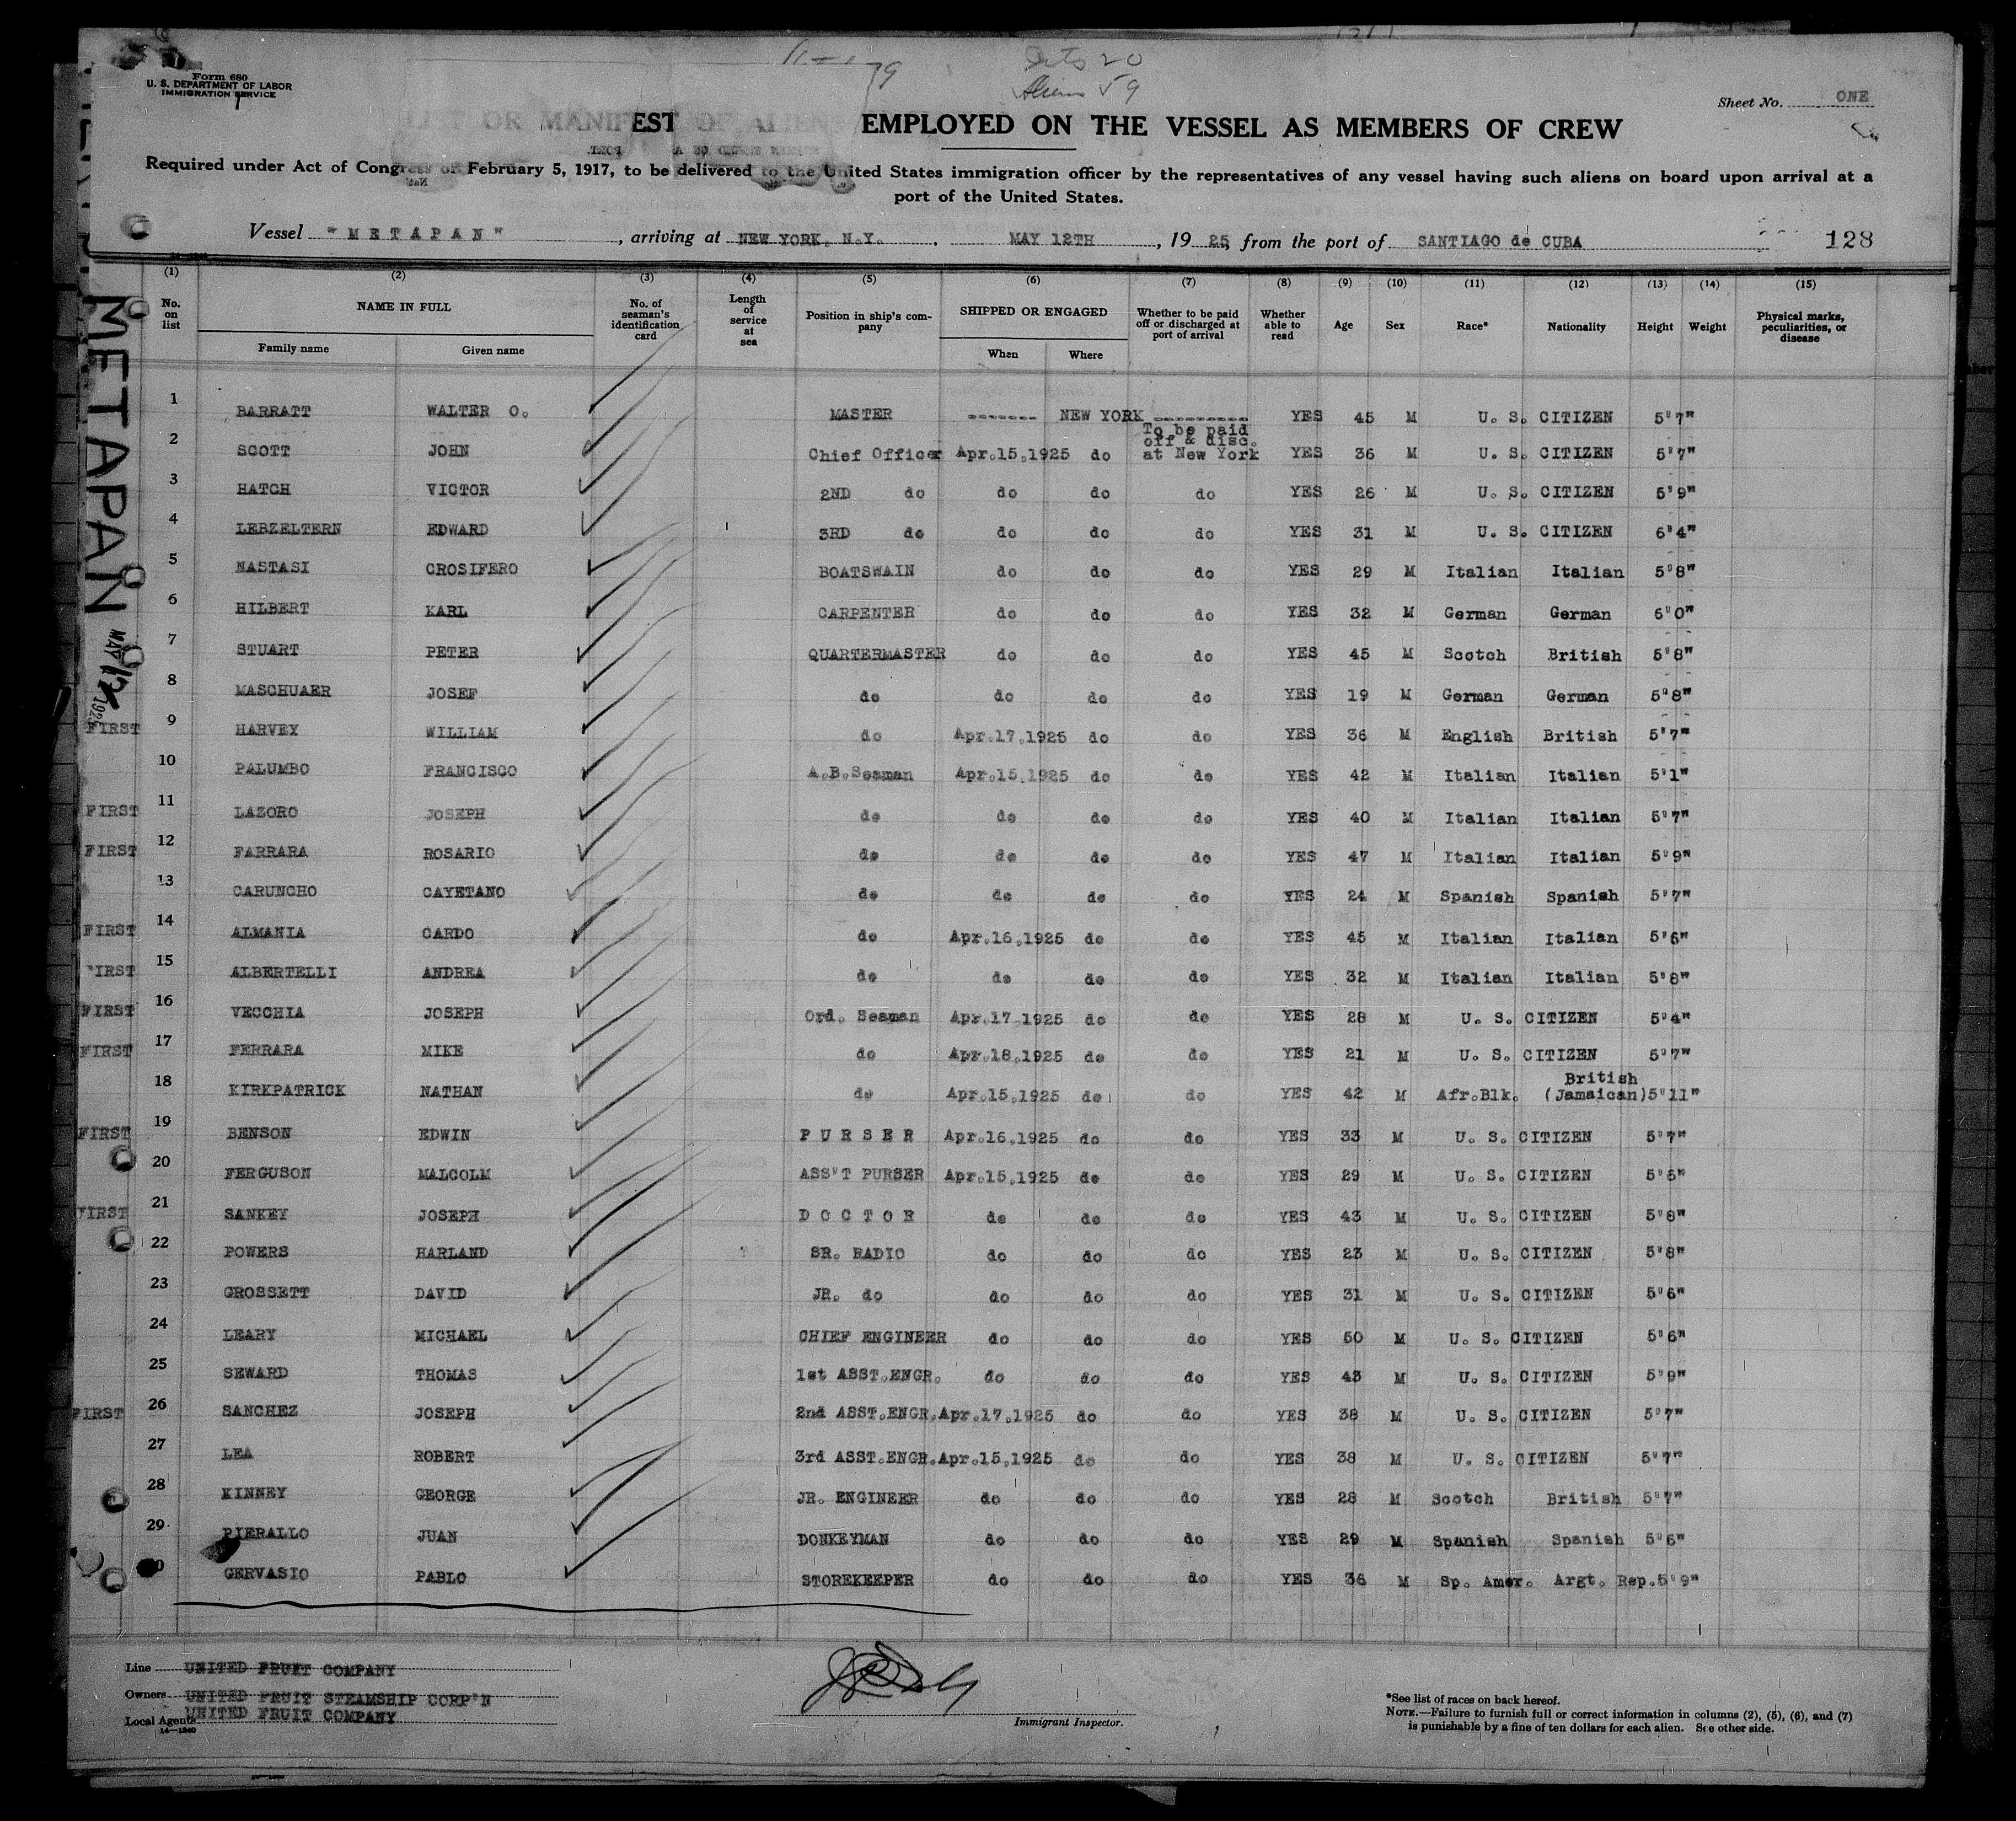 Form 680
U. S. DEPARTMENT OF LABOR
IMMIGRATION SERVICE
Aliens 59
Sheet No. ONE
EST EMPLOYED ON THE VESSEL AS MEMBERS OF CREW
Required under Act of Congress of February 5, 1917, to be delivered to the United States immigration officer by the representatives of any vessel having such aliens on board upon arrival at a
port of the United States.
Vessel "METAPAN", arriving at NEW YORK, N.Y., MAY 12TH, 1925, from the port of SANTIAGO de CUBA 128
METAPAN
MAY 12 1925
(1) (2) (3) (4) (5) (6) (7) (8) (9) (10) (11) (12) (13) (14) (15)
No. on list NAME IN FULL Family name Given name No. of seaman's identification card Length of service at sea Position in ship's company SHIPPED OR ENGAGED When Where Whether to be paid off or discharged at port of arrival Whether able to read Age Sex Race* Nationality Height Weight Physical marks, peculiarities, or disease
1 BARRATT WALTER O. MASTER ------- NEW YORK --------- YES 45 M U. S. CITIZEN 5'7"
2 SCOTT JOHN Chief Officer Apr.15,1925 do To be paid off & disc. at New York YES 36 M U. S. CITIZEN 5'7"
3 HATCH VICTOR 2ND do do do do YES 26 M U. S. CITIZEN 5'9"
4 LEBZELTERN EDWARD 3RD do do do do YES 31 M U. S. CITIZEN 6'4"
5 NASTASI CROSIFERO BOATSWAIN do do do YES 29 M Italian Italian 5'8"
6 HILBERT KARL CARPENTER do do do YES 32 M German German 6'0"
7 STUART PETER QUARTERMASTER do do do YES 45 M Scotch British 5'8"
8 MASCHUAER JOSEF do do do do YES 19 M German German 5'8"
FIRST 9 HARVEY WILLIAM do Apr.17,1925 do do YES 36 M English British 5'7"
10 PALUMBO FRANCISCO A.B.Seaman Apr.15,1925 do do YES 42 M Italian Italian 5'1"
FIRST 11 LAZORO JOSEPH do do do do YES 40 M Italian Italian 5'7"
FIRST 12 FARRARA ROSARIO do do do do YES 47 M Italian Italian 5'9"
13 CARUNCHO CAYETANO do do do do YES 24 M Spanish Spanish 5'7"
FIRST 14 ALMANIA CARDO do Apr.16,1925 do do YES 45 M Italian Italian 5'6"
FIRST 15 ALBERTELLI ANDREA do do do do YES 32 M Italian Italian 5'8"
FIRST 16 VECCHIA JOSEPH Ord. Seaman Apr.17,1925 do do YES 28 M U. S. CITIZEN 5'4"
FIRST 17 FERRARA MIKE do Apr.18,1925 do do YES 21 M U. S. CITIZEN 5'7"
18 KIRKPATRICK NATHAN do Apr.15,1925 do do YES 42 M Afr.Blk. British (Jamaican) 5'11"
FIRST 19 BENSON EDWIN PURSER Apr.16,1925 do do YES 33 M U. S. CITIZEN 5'7"
20 FERGUSON MALCOLM ASS'T PURSER Apr.15,1925 do do YES 29 M U. S. CITIZEN 5'6"
FIRST 21 SANKEY JOSEPH DOCTOR do do do YES 43 M U. S. CITIZEN 5'8"
22 POWERS HARLAND SR. RADIO do do do YES 23 M U. S. CITIZEN 5'8"
23 GROSSETT DAVID JR. do do do do YES 31 M U. S. CITIZEN 5'6"
24 LEARY MICHAEL CHIEF ENGINEER do do do YES 50 M U. S. CITIZEN 5'6"
25 SEWARD THOMAS 1st ASST.ENGR. do do do YES 43 M U. S. CITIZEN 5'9"
FIRST 26 SANCHEZ JOSEPH 2nd ASST.ENGR. Apr.17,1925 do do YES 38 M U. S. CITIZEN 5'7"
27 LEA ROBERT 3rd ASST.ENGR. Apr.15,1925 do do YES 38 M U. S. CITIZEN 5'7"
28 KINNEY GEORGE JR. ENGINEER do do do YES 28 M Scotch British 5'7"
29 PIERALLO JUAN DONKEYMAN do do do YES 29 M Spanish Spanish 5'6"
0 GERVASIO PABLO STOREKEEPER do do do YES 36 M Sp. Amer. Argt. Rep. 5'9"
Line UNITED FRUIT COMPANY
Owners UNITED FRUIT STEAMSHIP CORP'N
Local Agents UNITED FRUIT COMPANY
Immigrant Inspector.
*See list of races on back hereof.
NOTE.—Failure to furnish full or correct information in columns (2), (5), (6), and (7)
is punishable by a fine of ten dollars for each alien. See other side.